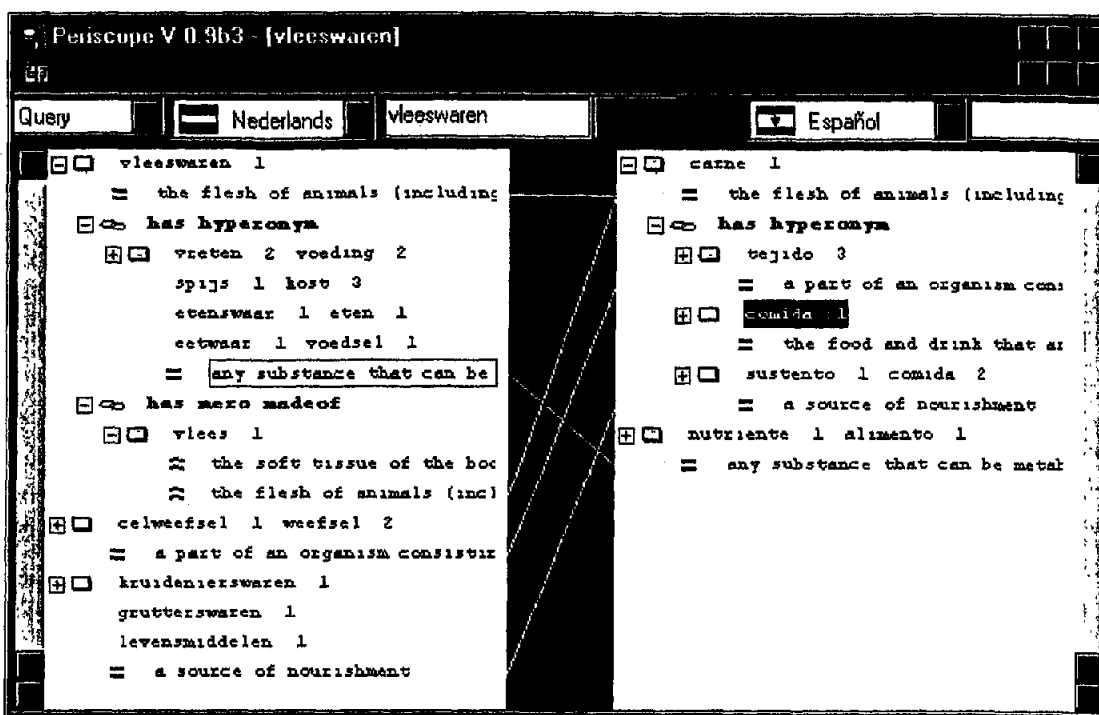 Periscope V 0.9b3 - [vleeswaren]
Query Nederlands vleeswaren Español
vleeswaren 1
the flesh of animals (including
has hyperonym
vreten 2 voeding 2
spijs 1 kost 3
etenswaar 1 eten 1
eetwaar 1 voedsel 1
any substance that can be
has mero madeof
vlees 1
the soft tissue of the boc
the flesh of animals (incl
celweefsel 1 weefsel 2
a part of an organism consistir
kruidenierswaren 1
grutterswaren 1
levensmiddelen 1
a source of nourishment
carne 1
the flesh of animals (including
has hyperonym
tejido 3
a part of an organism cons
comida 1
the food and drink that ar
sustento 1 comida 2
a source of nourishment
nutriente 1 alimento 1
any substance that can be metab